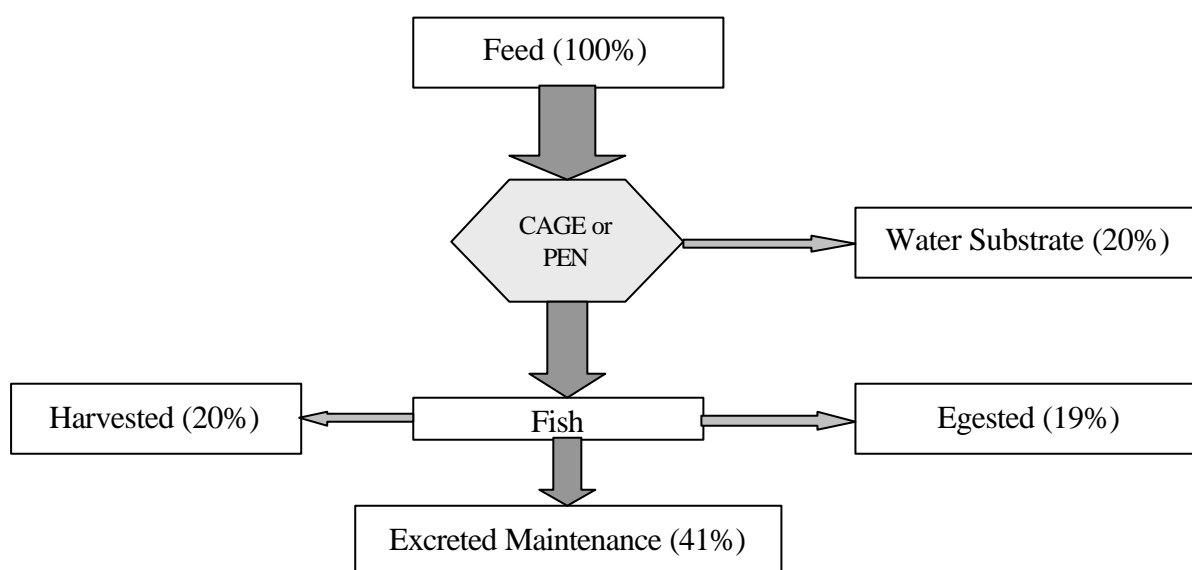 Feed (100%)
CAGE or
PEN
Water Substrate (20%)
Harvested (20%)
Fish
Egested (19%)
Excreted Maintenance (41%)